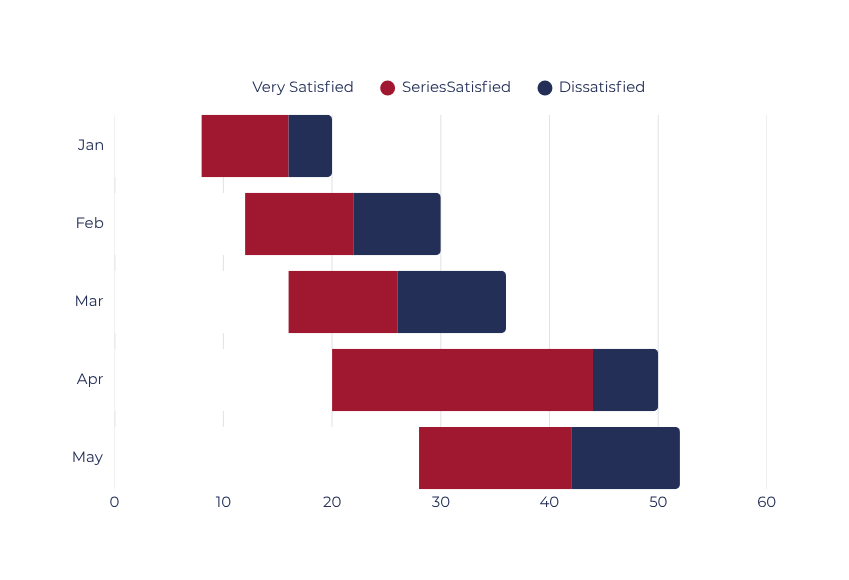 Very Satisfied SeriesSatisfied Dissatisfied
Jan
Feb
Mar
Apr
May
0 10 20 30 40 50 60